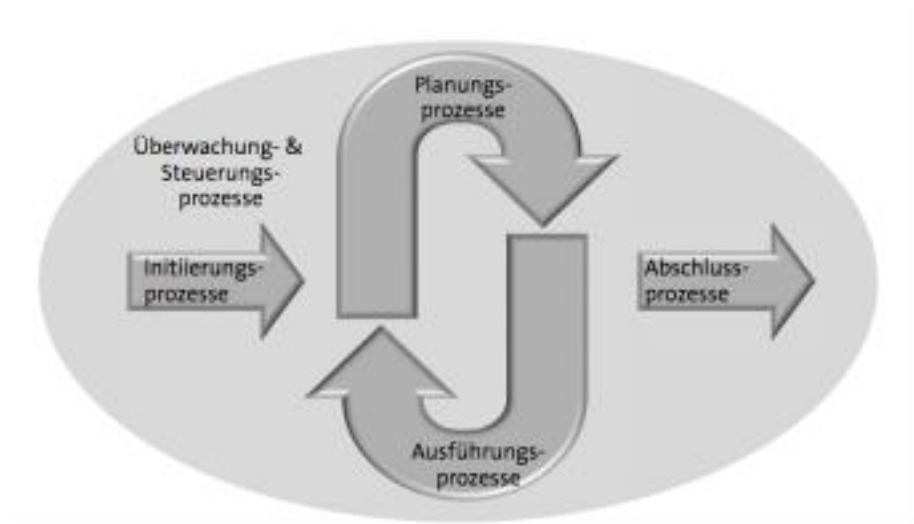 Planungs-
prozesse
Überwachung- &
Steuerungs-
prozesse
Initiierungs-
prozesse
Abschluss-
prozesse
Ausführungs-
prozesse